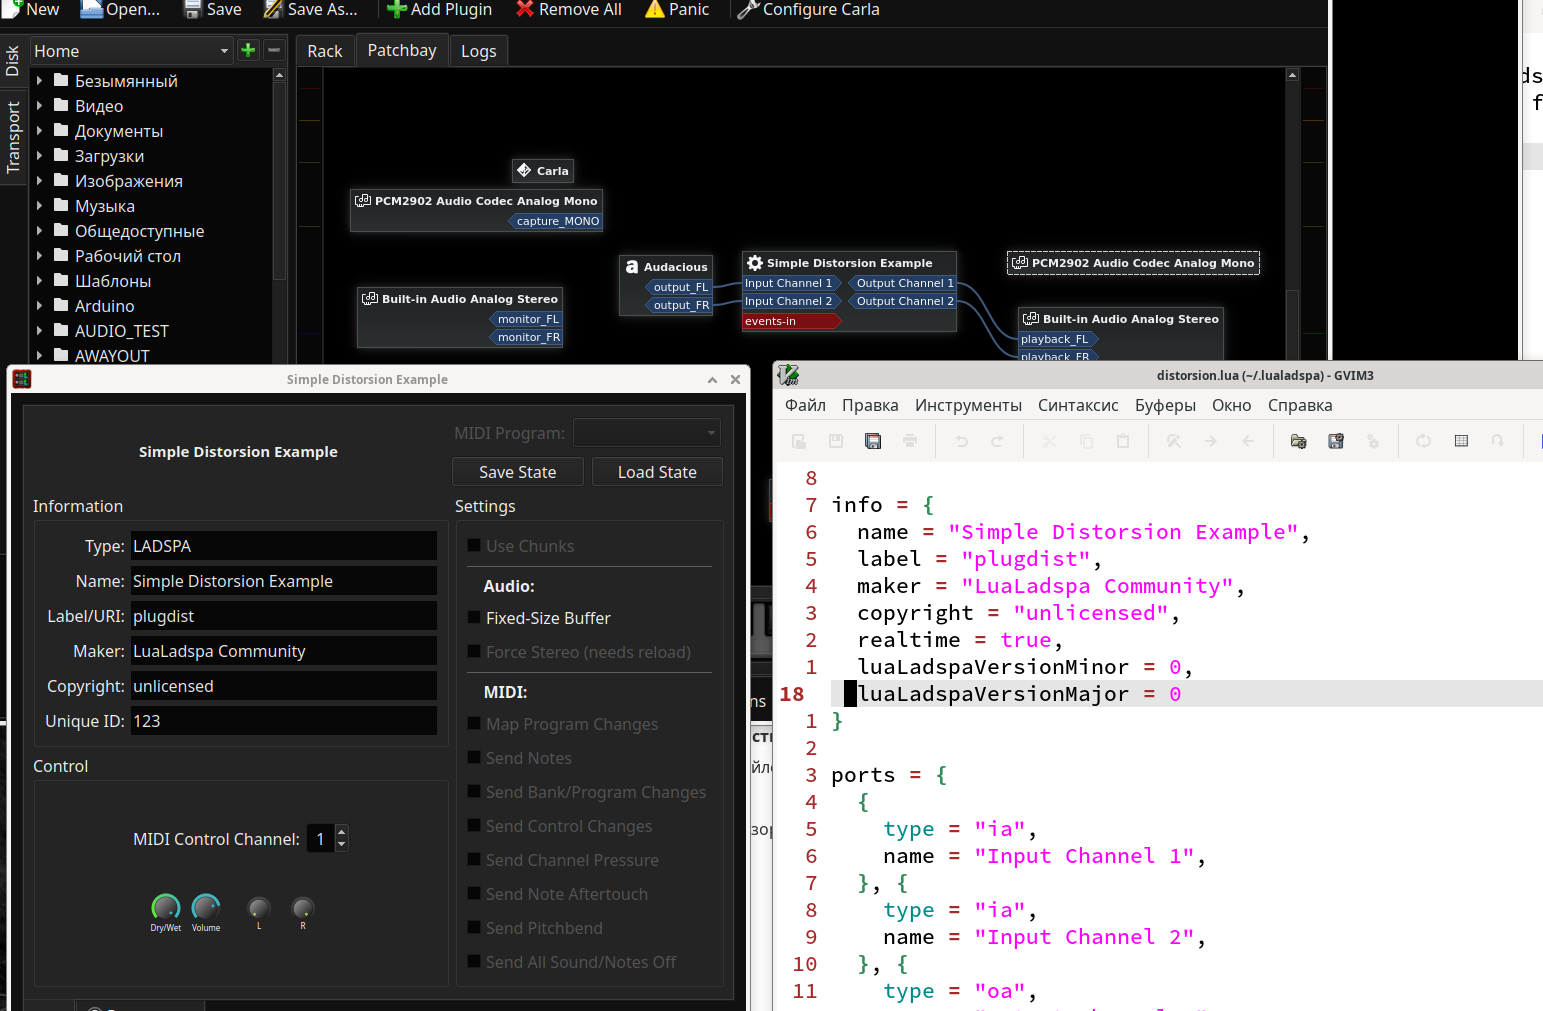 New Open... Save Save As... Add Plugin Remove All Panic Configure Carla
Disk
Transport
Home
Rack Patchbay Logs
Безымянный
Видео
Документы
Загрузки
Изображения
Музыка
Общедоступные
Рабочий стол
Шаблоны
Arduino
AUDIO_TEST
AWAYOUT
Carla
PCM2902 Audio Codec Analog Mono
capture_MONO
Built-in Audio Analog Stereo
monitor_FL
monitor_FR
a Audacious
output_FL
output_FR
Simple Distorsion Example
Input Channel 1 Output Channel 1
Input Channel 2 Output Channel 2
events-in
PCM2902 Audio Codec Analog Mono
Built-in Audio Analog Stereo
playback_FL
playback_FR
Simple Distorsion Example
Simple Distorsion Example
MIDI Program:
Save State Load State
Information
Type: LADSPA
Name: Simple Distorsion Example
Label/URI: plugdist
Maker: LuaLadspa Community
Copyright: unlicensed
Unique ID: 123
Control
MIDI Control Channel: 1
Dry/Wet Volume L R
Settings
Use Chunks
Audio:
Fixed-Size Buffer
Force Stereo (needs reload)
MIDI:
Map Program Changes
Send Notes
Send Bank/Program Changes
Send Control Changes
Send Channel Pressure
Send Note Aftertouch
Send Pitchbend
Send All Sound/Notes Off
distorsion.lua (~/.lualadspa) - GVIM3
Файл Правка Инструменты Синтаксис Буферы Окно Справка
8
7 info = {
6 name = "Simple Distorsion Example",
5 label = "plugdist",
4 maker = "LuaLadspa Community",
3 copyright = "unlicensed",
2 realtime = true,
1 luaLadspaVersionMinor = 0,
18 luaLadspaVersionMajor = 0
1 }
2
3 ports = {
4 {
5 type = "ia",
6 name = "Input Channel 1",
7 }, {
8 type = "ia",
9 name = "Input Channel 2",
10 }, {
11 type = "oa",